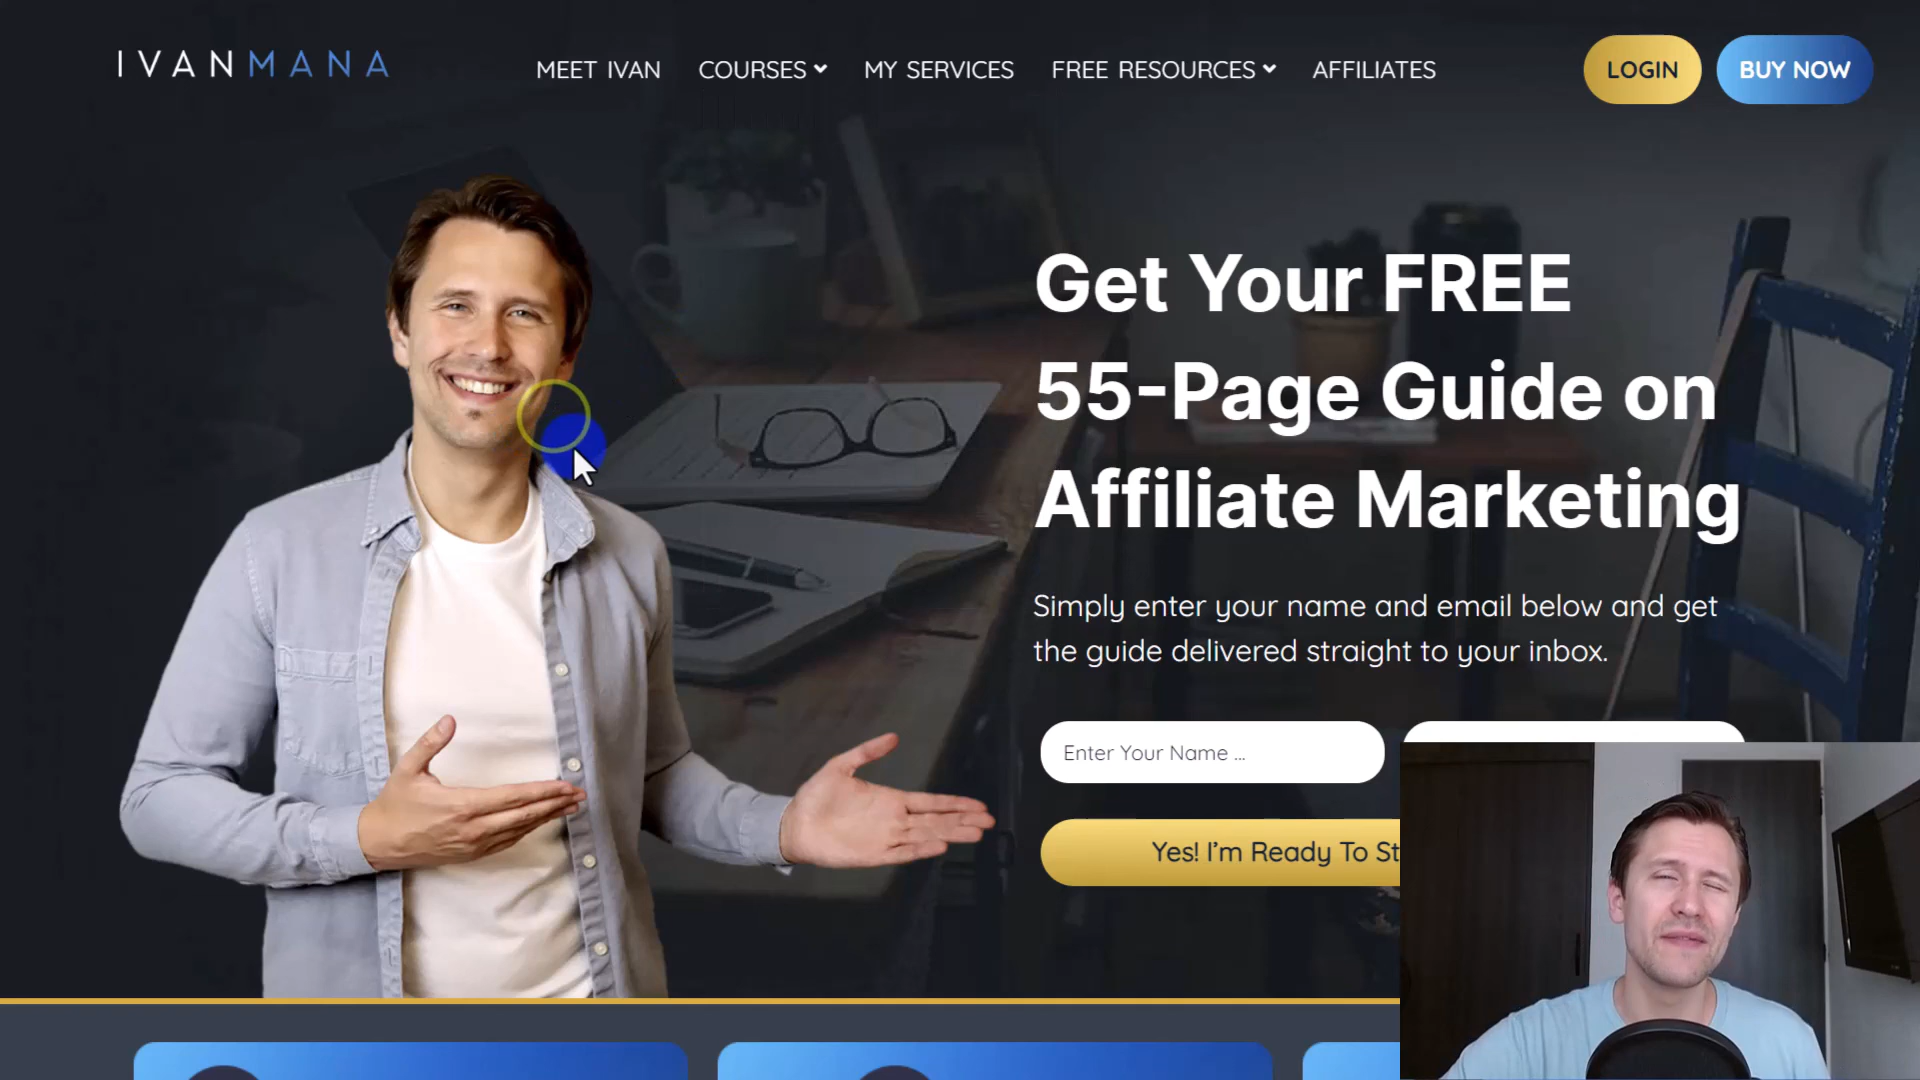 IVANMANA
MEET IVAN
COURSES
MY SERVICES
FREE RESOURCES
AFFILIATES
LOGIN
BUY NOW
Get Your FREE
55-Page Guide on
Affiliate Marketing
Simply enter your name and email below and get
the guide delivered straight to your inbox.
Enter Your Name ...
Yes! I'm Ready To St